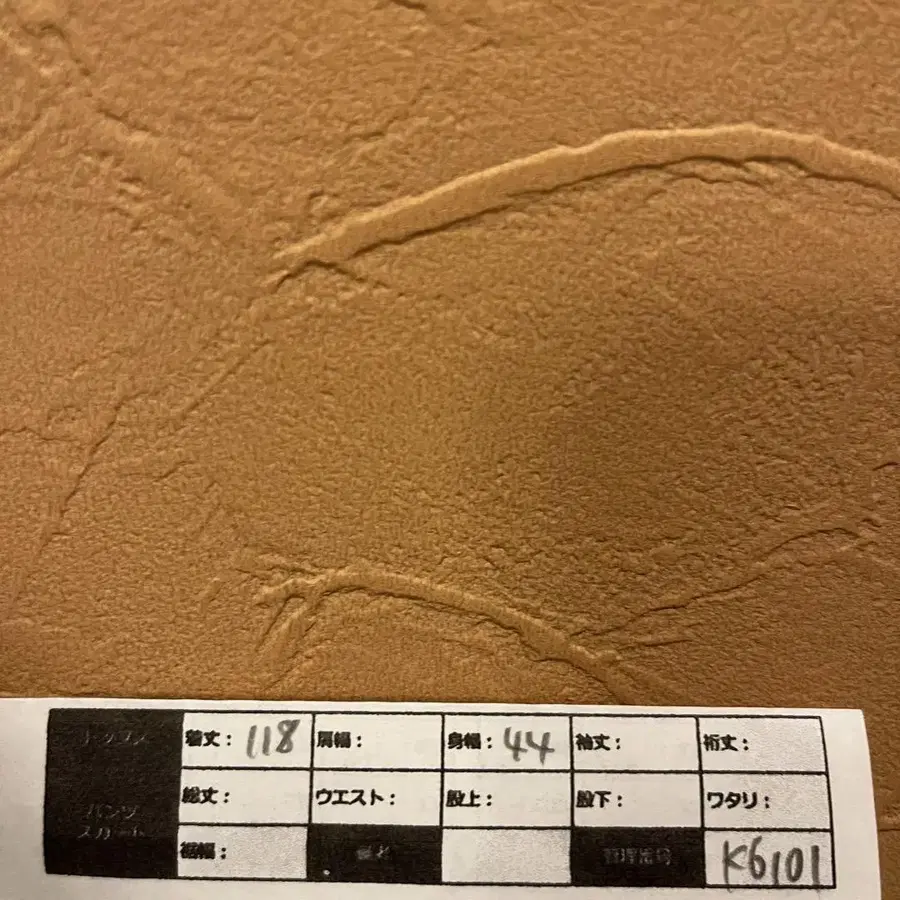 トップス 着丈: 118 肩幅: 身幅: 44 袖丈: 裄丈:
パンツ スカート 総丈: ウエスト: 股上: 股下: ワタリ:
裾幅: 備考 管理番号 K6101